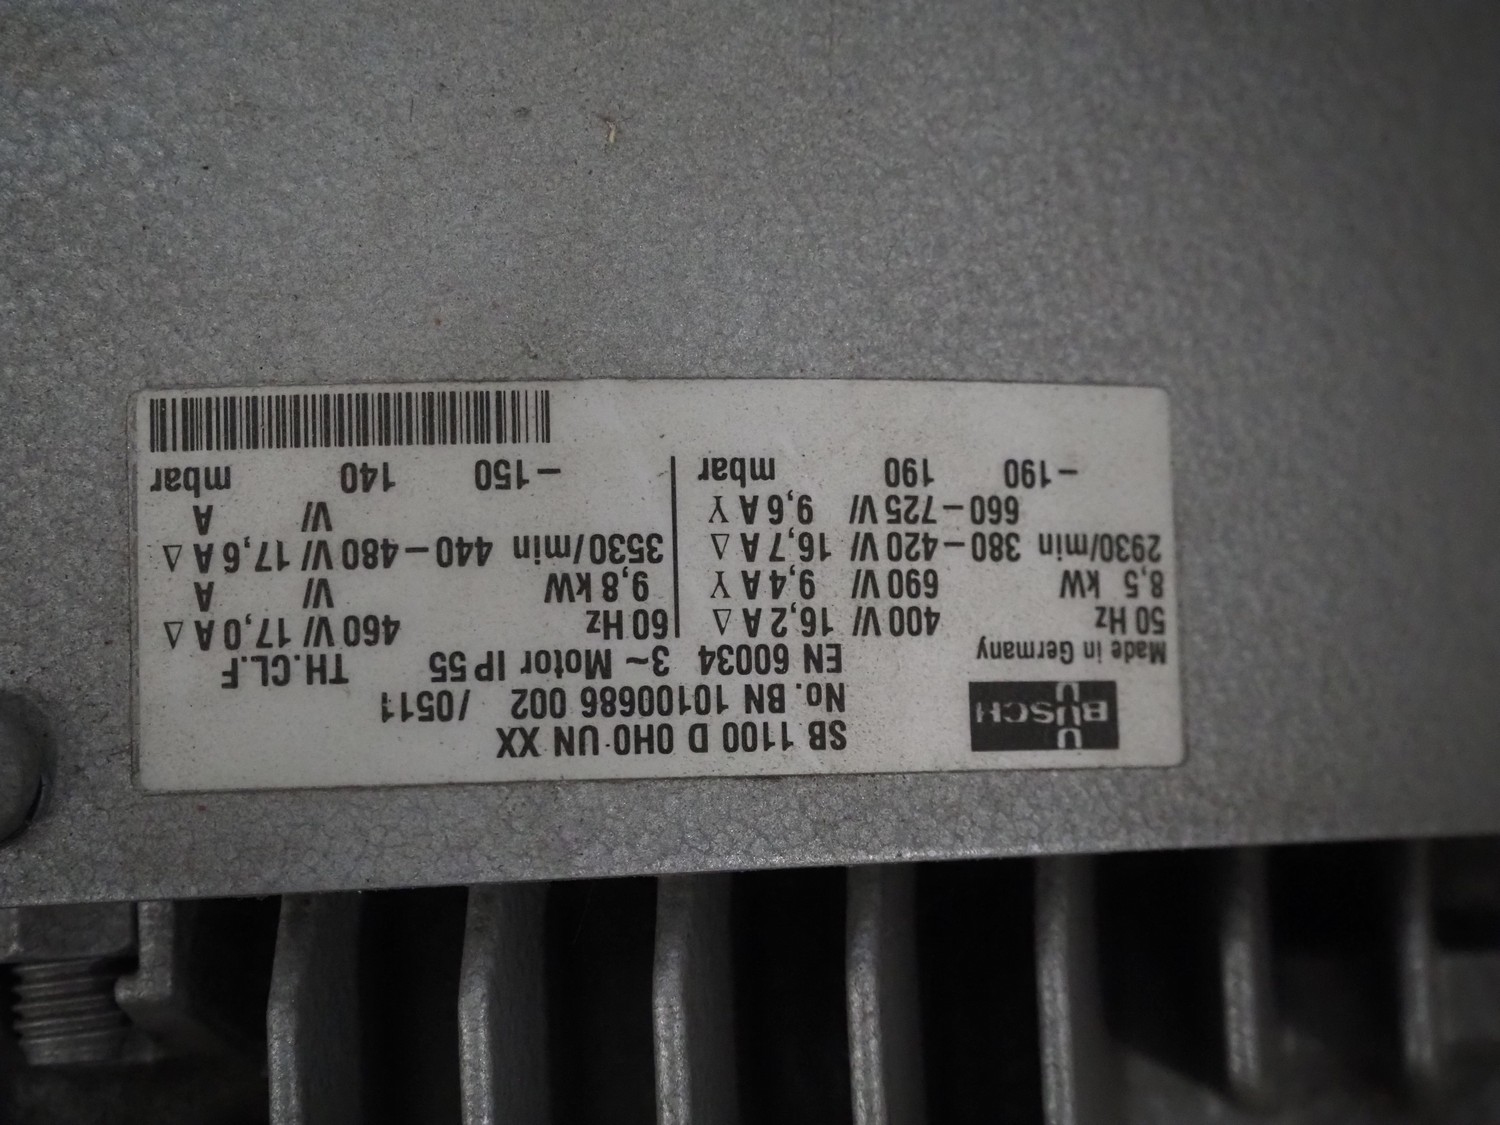 BUSCH
SB 1100 D 0H0 UN XX
No. BN 10100686 002 /0511
Made in Germany EN 60034 3~ Motor IP 55 TH.CL.F
50 Hz 400 V/ 16,2 A Δ 60 Hz 460 V/ 17,0 A Δ
8,5 kW 690 V/ 9,4 A Y 9,8 kW V/ A
2930/min 380–420 V/ 16,7 A Δ 3530/min 440–480 V/ 17,6 A Δ
660–725 V/ 9,6 A Y V/ A
–190 190 mbar –150 140 mbar